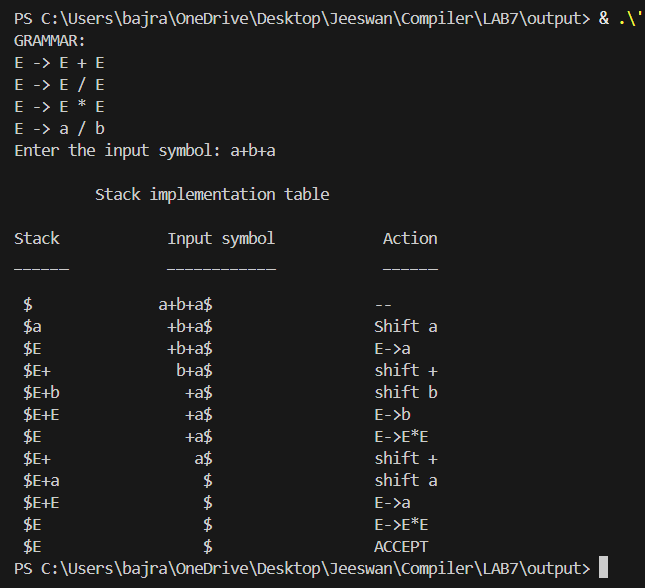 PS C:\Users\bajra\OneDrive\Desktop\Jeeswan\Compiler\LAB7\output> & .\'
GRAMMAR:
E -> E + E
E -> E / E
E -> E * E
E -> a / b
Enter the input symbol: a+b+a
Stack implementation table
Stack            Input symbol            Action
______           ____________            ______
$                a+b+a$                  --
$a               +b+a$                   Shift a
$E               +b+a$                   E->a
$E+              b+a$                    shift +
$E+b             +a$                     shift b
$E+E             +a$                     E->b
$E               +a$                     E->E*E
$E+              a$                      shift +
$E+a             $                       shift a
$E+E             $                       E->a
$E               $                       E->E*E
$E               $                       ACCEPT
PS C:\Users\bajra\OneDrive\Desktop\Jeeswan\Compiler\LAB7\output>